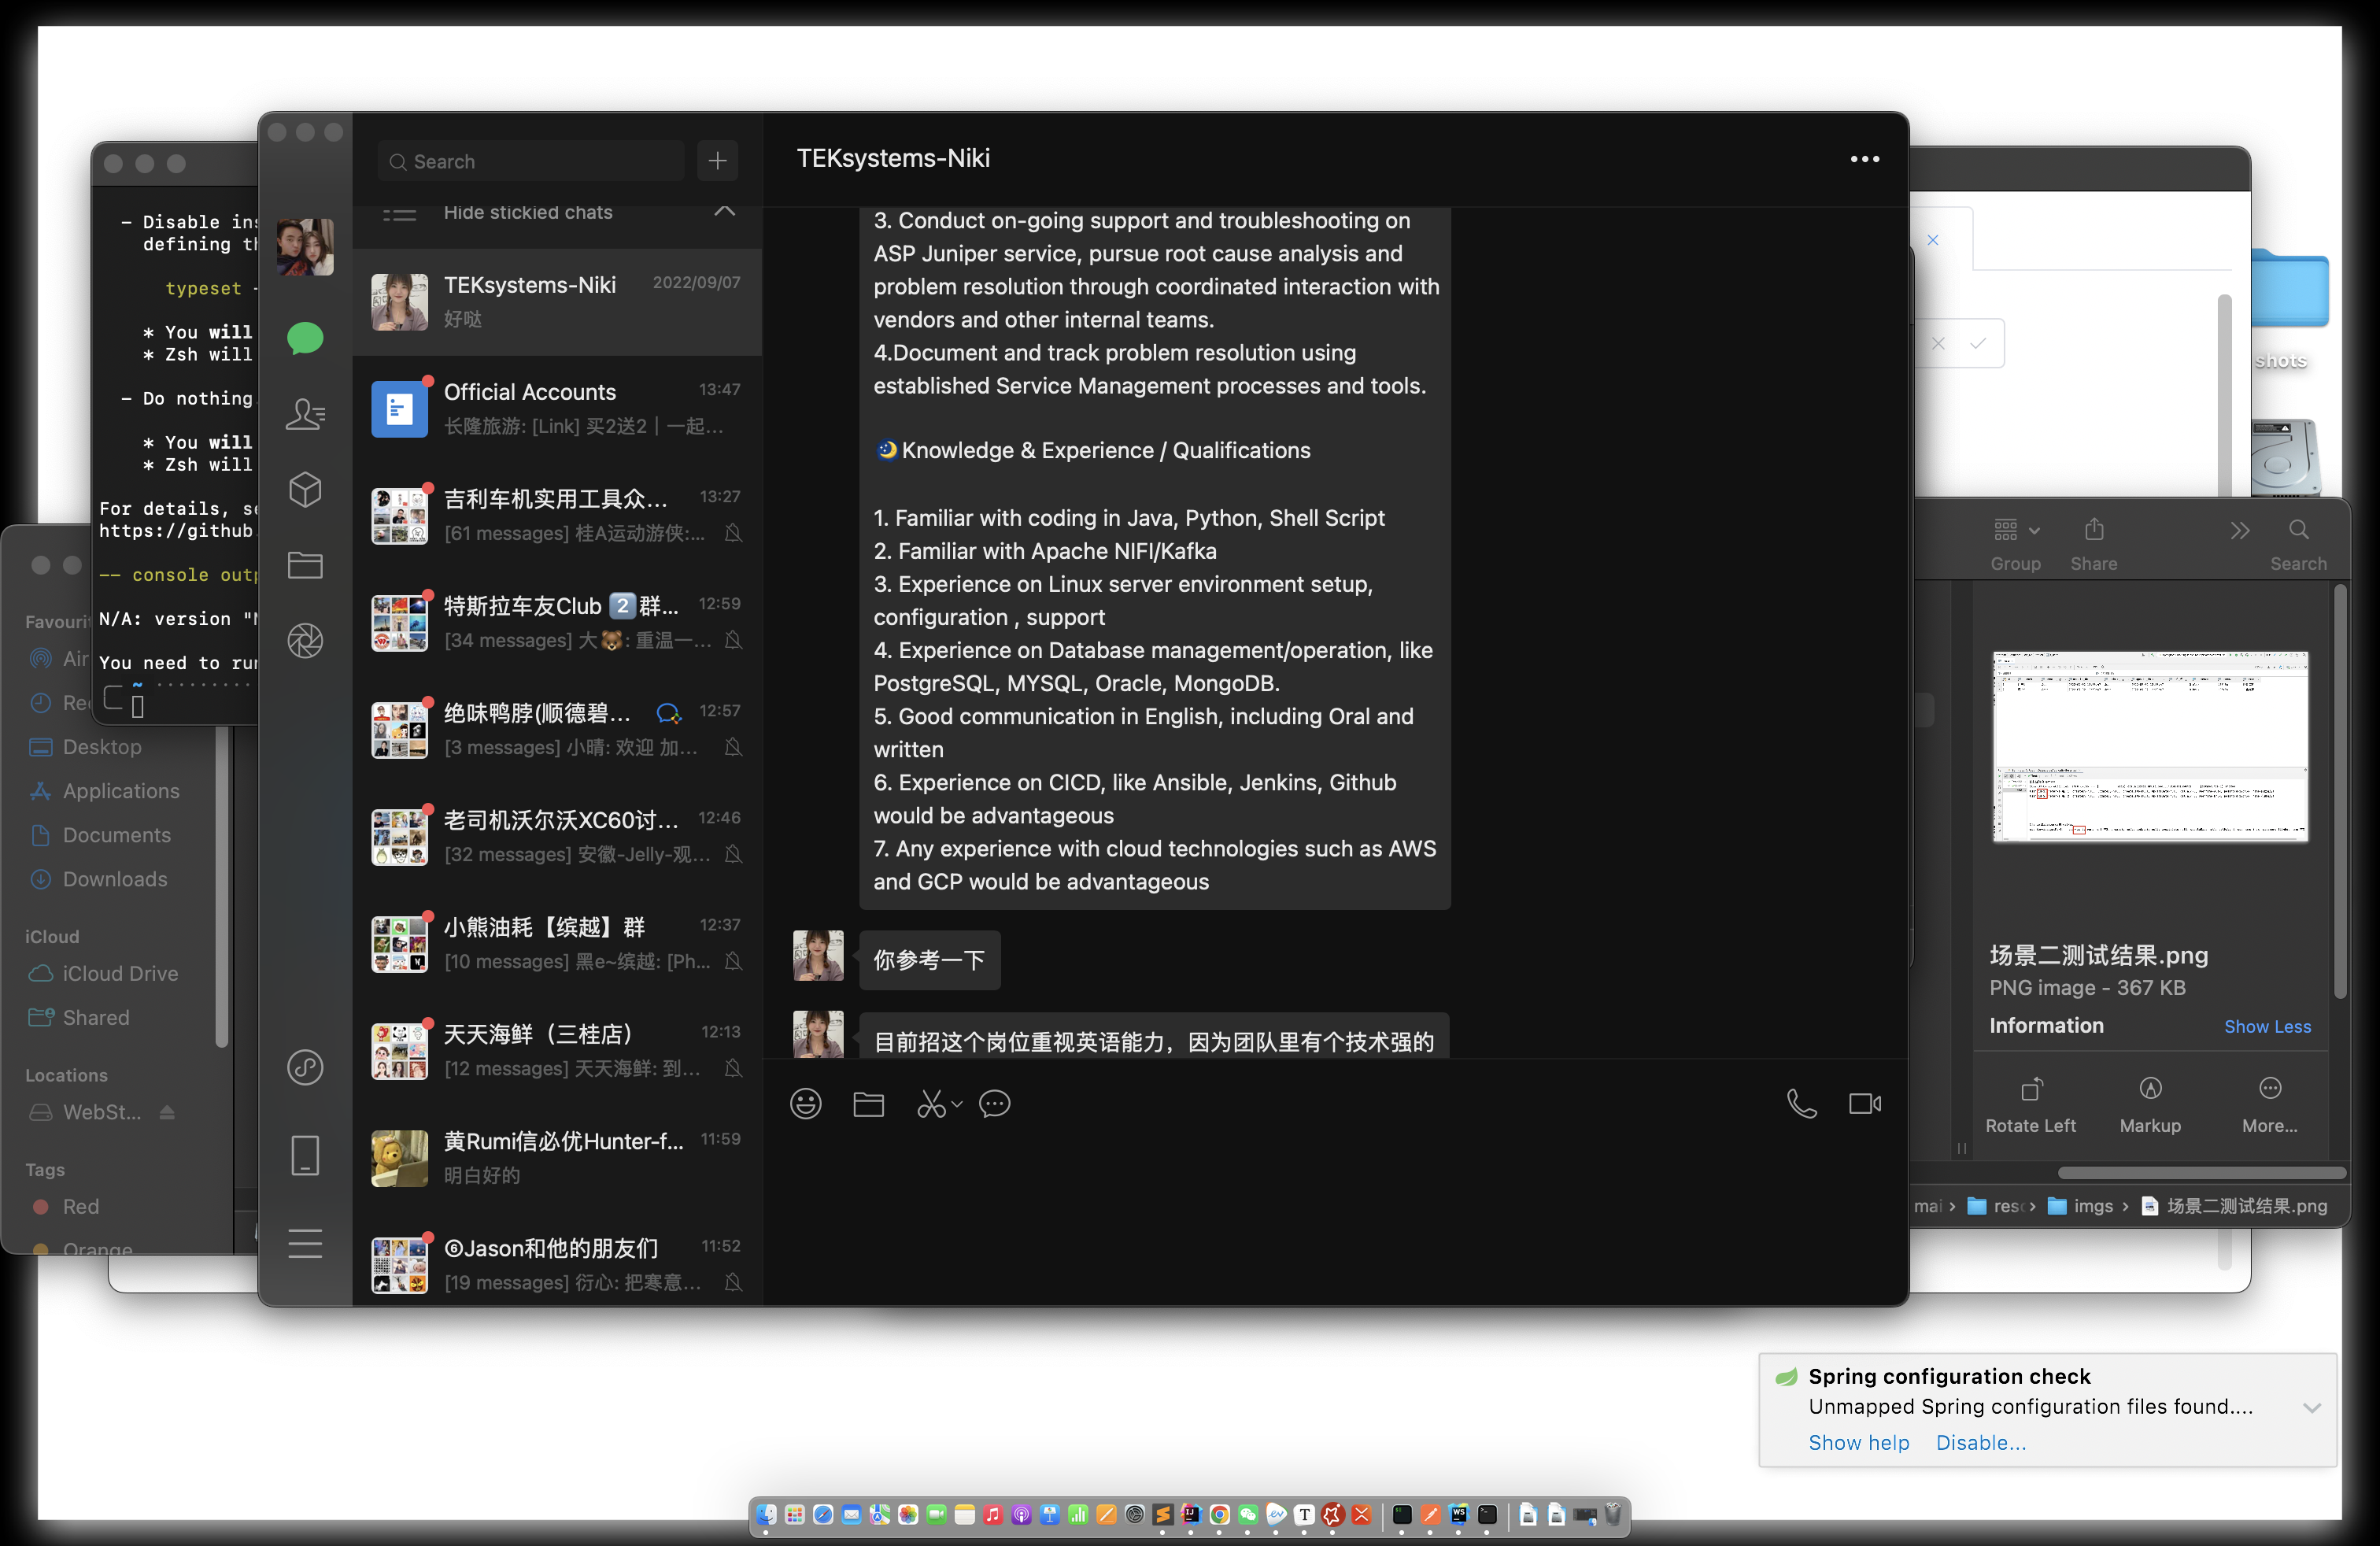 - Disable ins
defining th
typeset -
* You will
* Zsh will
- Do nothing.
* You will
* Zsh will
For details, se
https://github.
-- console outp
N/A: version "N
You need to run
~
Favourit
Air
Rec
Desktop
Applications
Documents
Downloads
iCloud
iCloud Drive
Shared
Locations
WebSt...
Tags
Red
Orange
Search
Hide stickied chats
TEKsystems-Niki 2022/09/07
好哒
Official Accounts 13:47
长隆旅游: [Link] 买2送2｜一起...
吉利车机实用工具众... 13:27
[61 messages] 桂A运动游侠:...
特斯拉车友Club 2️⃣群... 12:59
[34 messages] 大🐻: 重温一...
绝味鸭脖(顺德碧... 12:57
[3 messages] 小晴: 欢迎 加...
老司机沃尔沃XC60讨... 12:46
[32 messages] 安徽-Jelly-观...
小熊油耗【缤越】群 12:37
[10 messages] 黑e~缤越: [Ph...
天天海鲜（三桂店） 12:13
[12 messages] 天天海鲜: 到...
黄Rumi信必优Hunter-f... 11:59
明白好的
⑥Jason和他的朋友们 11:52
[19 messages] 衍心: 把寒意...
TEKsystems-Niki
3. Conduct on-going support and troubleshooting on
ASP Juniper service, pursue root cause analysis and
problem resolution through coordinated interaction with
vendors and other internal teams.
4.Document and track problem resolution using
established Service Management processes and tools.
🌙Knowledge & Experience / Qualifications
1. Familiar with coding in Java, Python, Shell Script
2. Familiar with Apache NIFI/Kafka
3. Experience on Linux server environment setup,
configuration , support
4. Experience on Database management/operation, like
PostgreSQL, MYSQL, Oracle, MongoDB.
5. Good communication in English, including Oral and
written
6. Experience on CICD, like Ansible, Jenkins, Github
would be advantageous
7. Any experience with cloud technologies such as AWS
and GCP would be advantageous
你参考一下
目前招这个岗位重视英语能力，因为团队里有个技术强的
shots
Group
Share
Search
场景二测试结果.png
PNG image - 367 KB
Information
Show Less
Rotate Left
Markup
More...
mai › resc › imgs › 场景二测试结果.png
Spring configuration check
Unmapped Spring configuration files found....
Show help Disable...